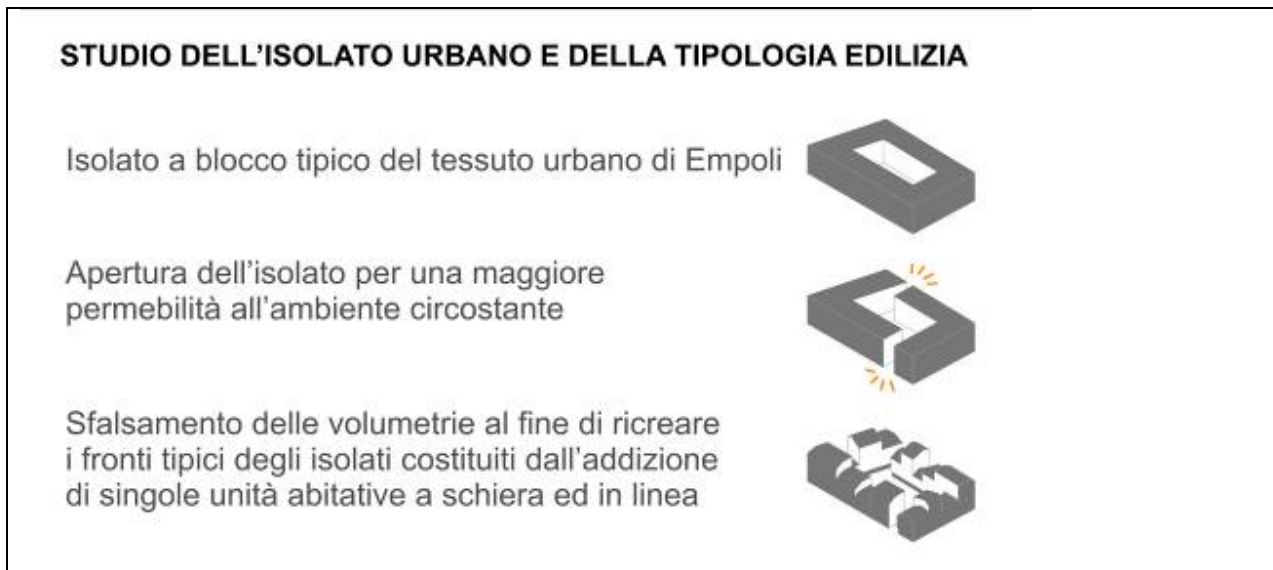 STUDIO DELL’ISOLATO URBANO E DELLA TIPOLOGIA EDILIZIA
Isolato a blocco tipico del tessuto urbano di Empoli
Apertura dell’isolato per una maggiore
permebilità all’ambiente circostante
Sfalsamento delle volumetrie al fine di ricreare
i fronti tipici degli isolati costituiti dall’addizione
di singole unità abitative a schiera ed in linea